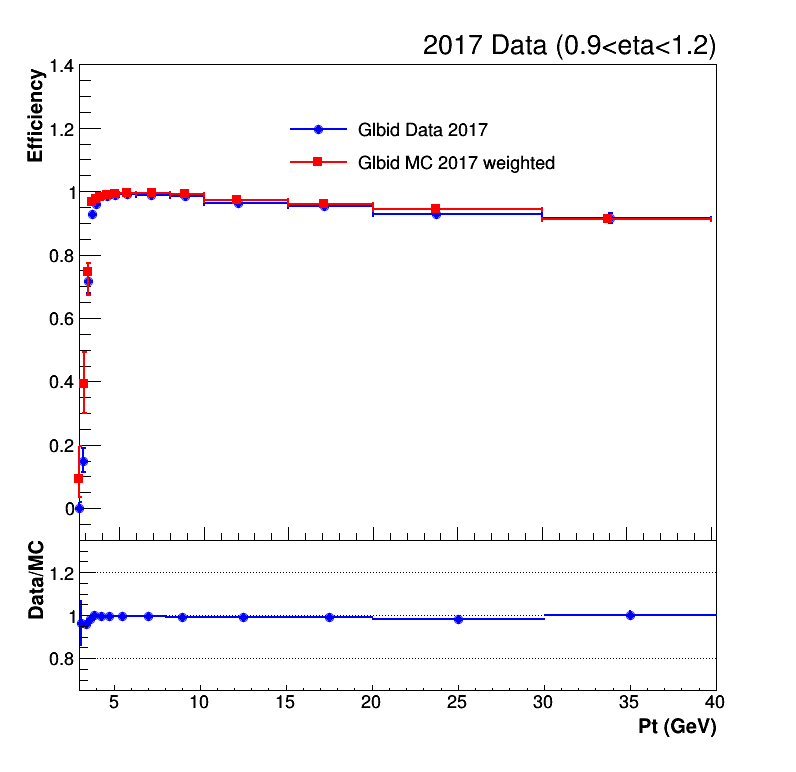 2017 Data (0.9<eta<1.2)
Efficiency
1.4
1.2
1
0.8
0.6
0.4
0.2
0
Glbid Data 2017
Glbid MC 2017 weighted
Data/MC
1.2
1
0.8
5 10 15 20 25 30 35 40
Pt (GeV)